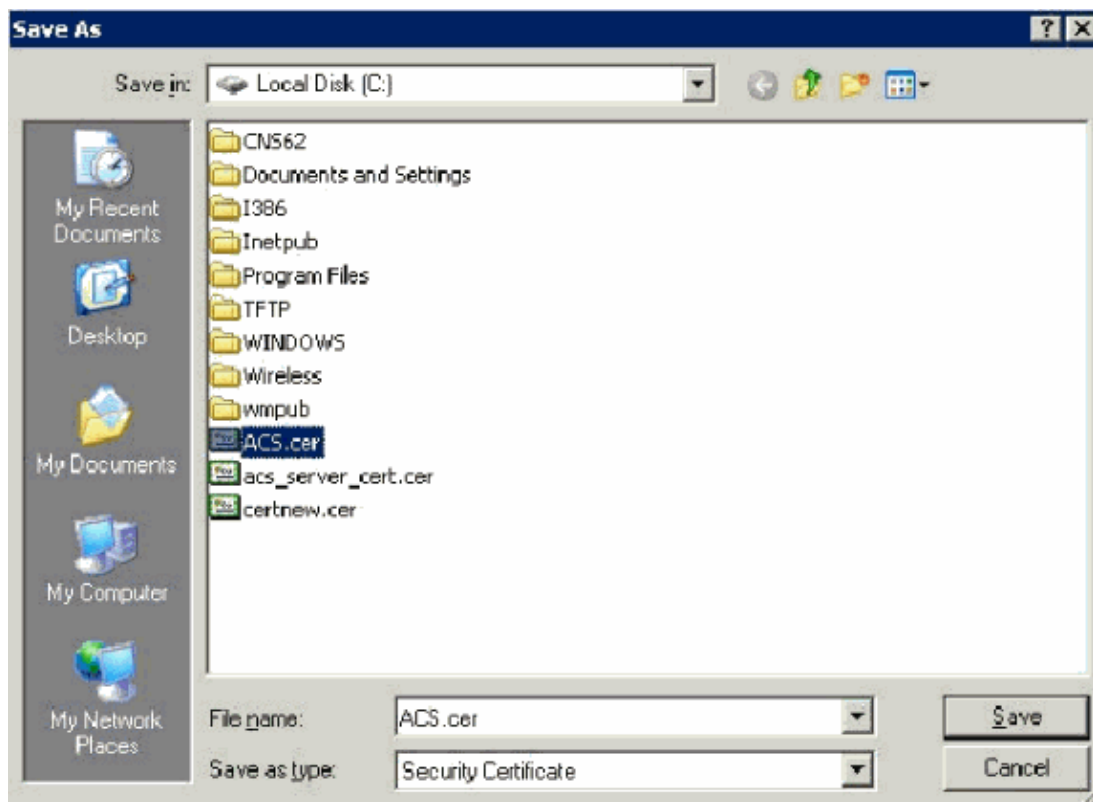 Save As
Save in: Local Disk (C:)
My Recent
Documents
Desktop
My Documents
My Computer
My Network
Places
CNS62
Documents and Settings
I386
Inetpub
Program Files
TFTP
WINDOWS
Wireless
wmpub
ACS.cer
acs_server_cert.cer
certnew.cer
File name: ACS.cer
Save
Save as type: Security Certificate
Cancel